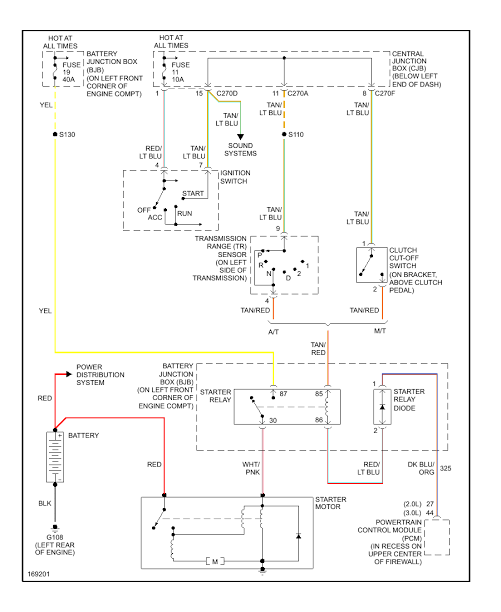 HOT AT
ALL TIMES
FUSE
19
40A
BATTERY
JUNCTION BOX
(BJB)
(ON LEFT FRONT
CORNER OF
ENGINE COMPT)
HOT AT
ALL TIMES
FUSE
11
10A
CENTRAL
JUNCTION
BOX (CJB)
(BELOW LEFT
END OF DASH)
1
15
C270D
11
C270A
8
C270F
YEL
S130
RED/
LT BLU
TAN/
LT BLU
TAN/
LT BLU
SOUND
SYSTEMS
TAN/
LT BLU
S110
TAN/
LT BLU
4
7
IGNITION
SWITCH
START
OFF
ACC
RUN
TAN/
LT BLU
TAN/
LT BLU
9
TRANSMISSION
RANGE (TR)
SENSOR
(ON LEFT
SIDE OF
TRANSMISSION)
P
R
N
D
2
1
4
1
CLUTCH
CUT-OFF
SWITCH
(ON BRACKET,
ABOVE CLUTCH
PEDAL)
2
TAN/RED
TAN/RED
A/T
M/T
YEL
TAN/
RED
POWER
DISTRIBUTION
SYSTEM
BATTERY
JUNCTION
BOX (BJB)
(ON LEFT FRONT
CORNER OF
ENGINE COMPT)
STARTER
RELAY
87
85
30
86
1
STARTER
RELAY
DIODE
2
RED
BATTERY
RED
WHT/
PNK
RED/
LT BLU
DK BLU/
ORG
325
BLK
G108
(LEFT REAR
OF ENGINE)
STARTER
MOTOR
M
(2.0L) 27
(3.0L) 44
POWERTRAIN
CONTROL MODULE
(PCM)
(IN RECESS ON
UPPER CENTER
OF FIREWALL)
169201